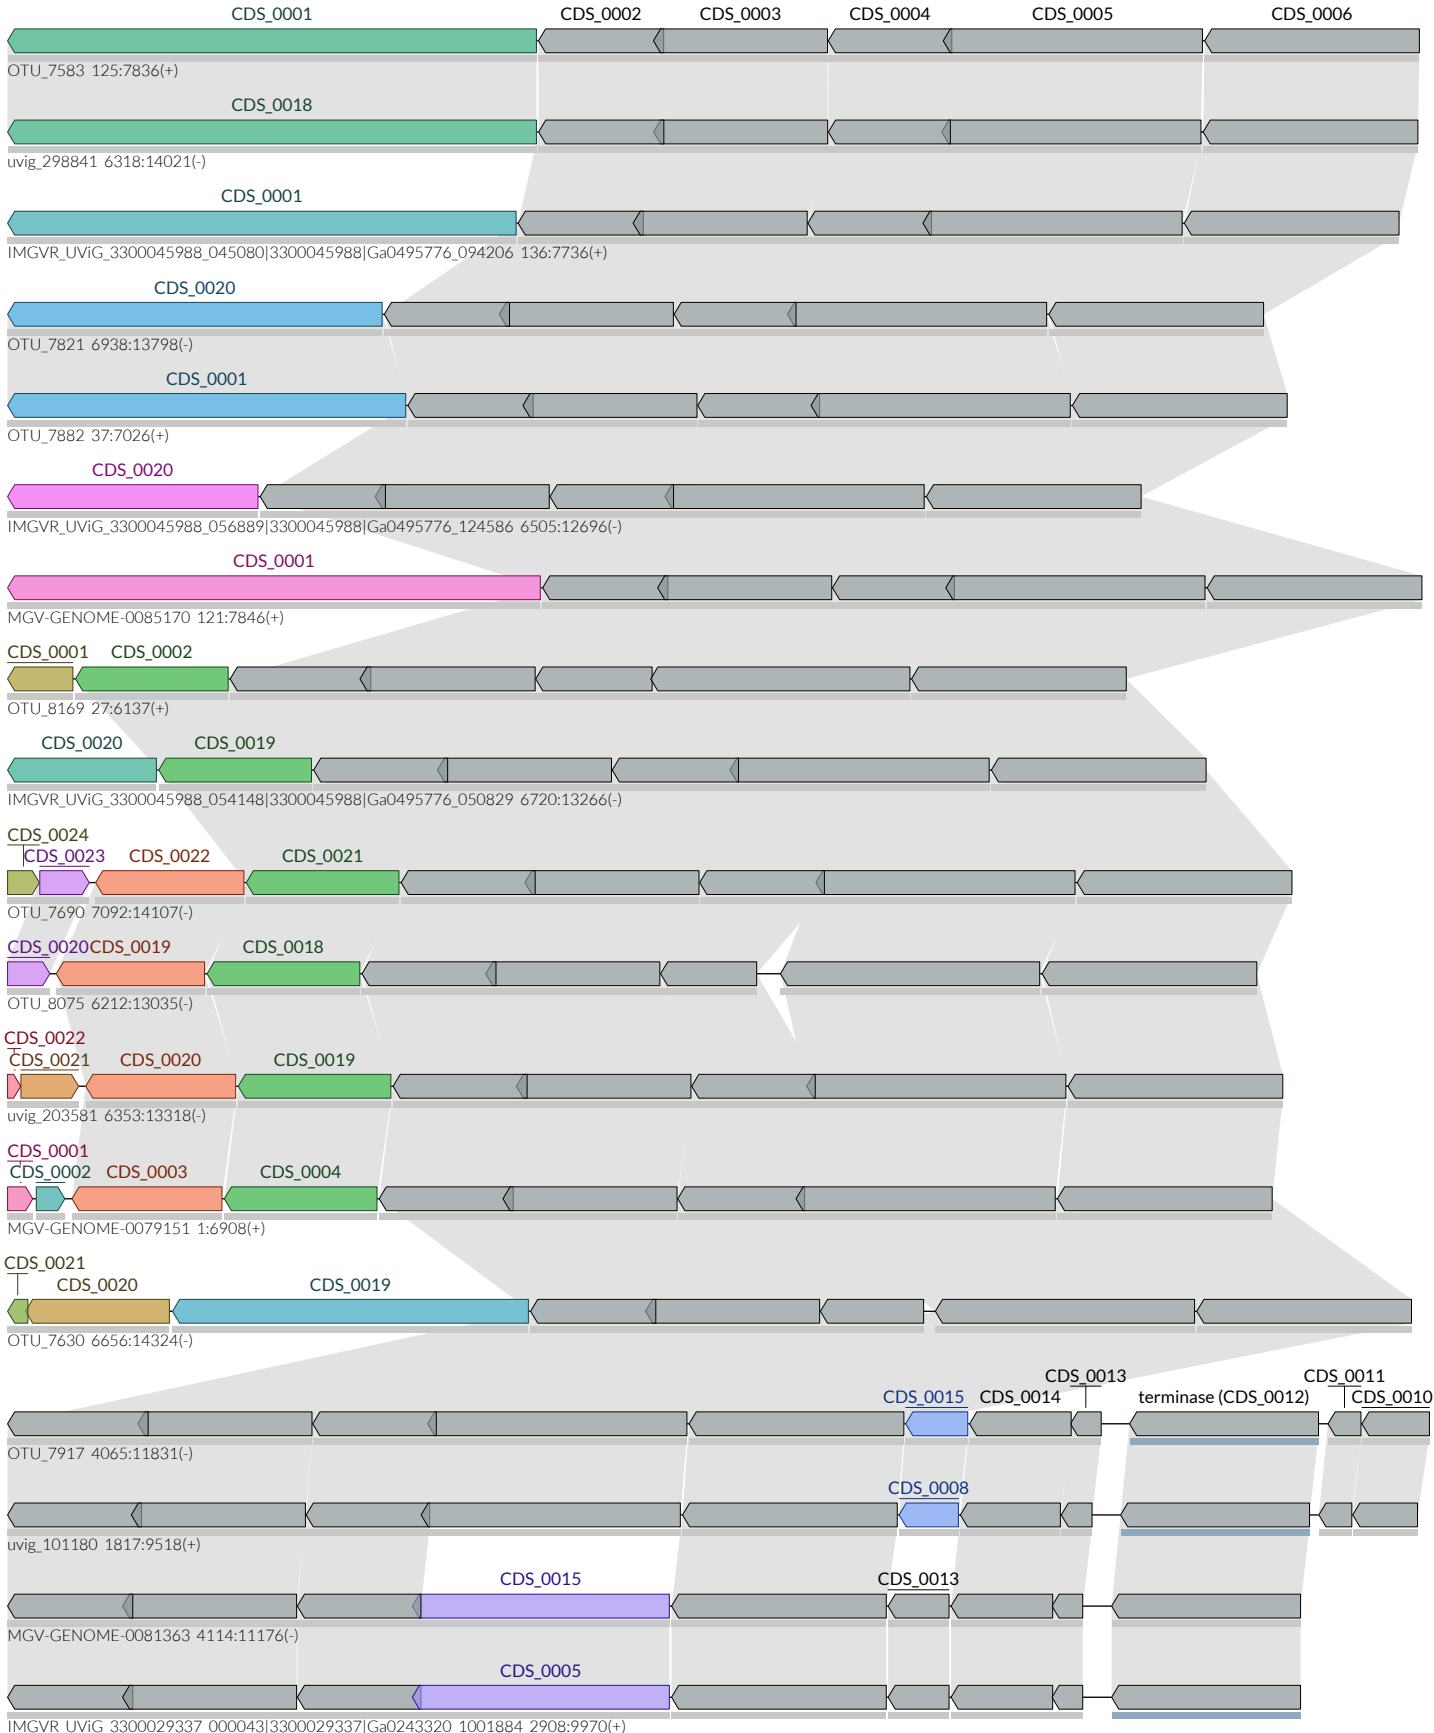 CDS_0001 CDS_0002 CDS_0003 CDS_0004 CDS_0005 CDS_0006
OTU_7583 125:7836(+)
CDS_0018
uvig_298841 6318:14021(-)
CDS_0001
IMGVR_UViG_3300045988_045080|3300045988|Ga0495776_094206 136:7736(+)
CDS_0020
OTU_7821 6938:13798(-)
CDS_0001
OTU_7882 37:7026(+)
CDS_0020
IMGVR_UViG_3300045988_056889|3300045988|Ga0495776_124586 6505:12696(-)
CDS_0001
MGV-GENOME-0085170 121:7846(+)
CDS_0001 CDS_0002
OTU_8169 27:6137(+)
CDS_0020 CDS_0019
IMGVR_UViG_3300045988_054148|3300045988|Ga0495776_050829 6720:13266(-)
CDS_0024
CDS_0023 CDS_0022 CDS_0021
OTU_7690 7092:14107(-)
CDS_0020 CDS_0019 CDS_0018
OTU_8075 6212:13035(-)
CDS_0022
CDS_0021 CDS_0020 CDS_0019
uvig_203581 6353:13318(-)
CDS_0001
CDS_0002 CDS_0003 CDS_0004
MGV-GENOME-0079151 1:6908(+)
CDS_0021
CDS_0020 CDS_0019
OTU_7630 6656:14324(-)
CDS_0013 CDS_0011
CDS_0015 CDS_0014 terminase (CDS_0012) CDS_0010
OTU_7917 4065:11831(-)
CDS_0008
uvig_101180 1817:9518(+)
CDS_0015 CDS_0013
MGV-GENOME-0081363 4114:11176(-)
CDS_0005
IMGVR_UViG_3300029337_000043|3300029337|Ga0243320_1001884 2908:9970(+)